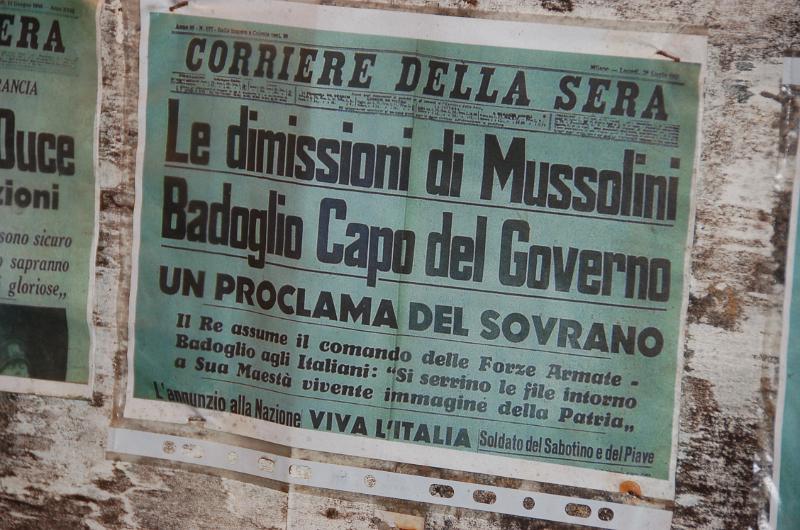 ERA
RANCIA
Duce
zioni
sono sicuro
sapranno
gloriose„
CORRIERE DELLA SERA
Le dimissioni di Mussolini
Badoglio Capo del Governo
UN PROCLAMA DEL SOVRANO
Il Re assume il comando delle Forze Armate -
Badoglio agli Italiani: "Si serrino le file intorno
a Sua Maestà vivente immagine della Patria„
L'annunzio alla Nazione VIVA L'ITALIA Soldato del Sabotino e del Piave